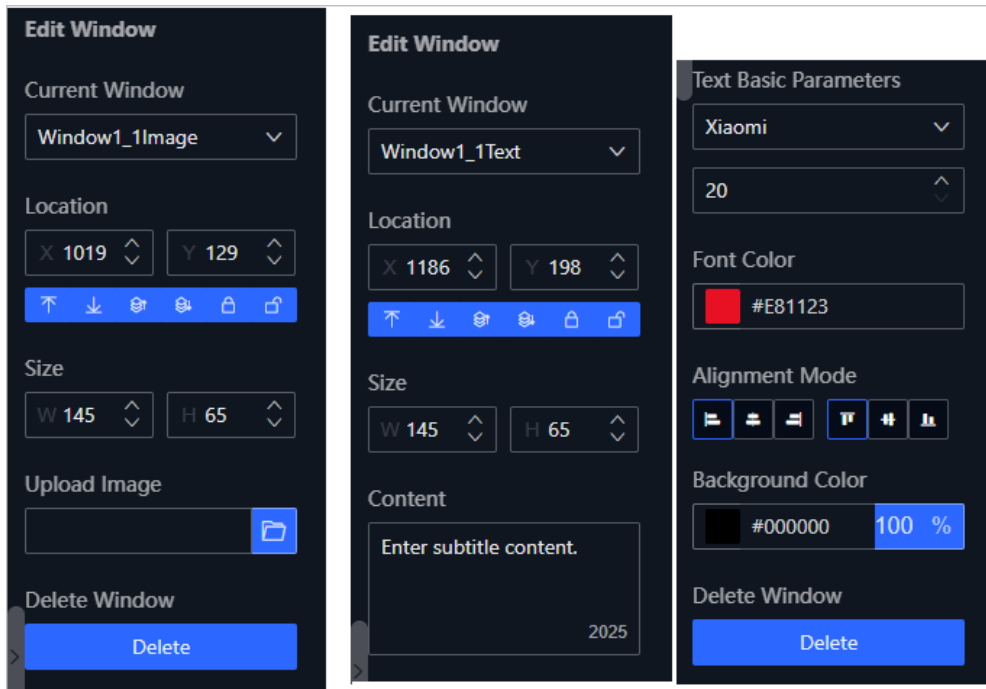 Edit Window
Current Window
Window1_1Image
Location
X 1019 Y 129
Size
W 145 H 65
Upload Image
Delete Window
Delete
Edit Window
Current Window
Window1_1Text
Location
X 1186 Y 198
Size
W 145 H 65
Content
Enter subtitle content.
2025
Text Basic Parameters
Xiaomi
20
Font Color
#E81123
Alignment Mode
Background Color
#000000 100 %
Delete Window
Delete